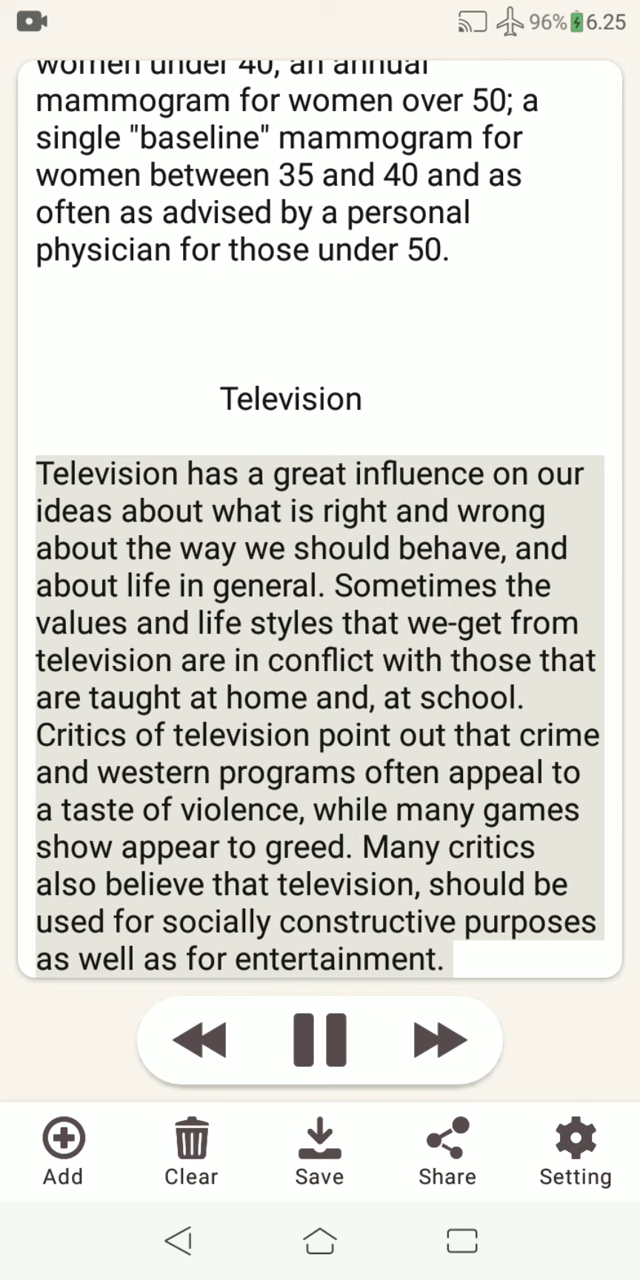 96% 6.25
women under 40, an annual
mammogram for women over 50; a
single "baseline" mammogram for
women between 35 and 40 and as
often as advised by a personal
physician for those under 50.
Television
Television has a great influence on our
ideas about what is right and wrong
about the way we should behave, and
about life in general. Sometimes the
values and life styles that we-get from
television are in conflict with those that
are taught at home and, at school.
Critics of television point out that crime
and western programs often appeal to
a taste of violence, while many games
show appear to greed. Many critics
also believe that television, should be
used for socially constructive purposes
as well as for entertainment.
Add Clear Save Share Setting